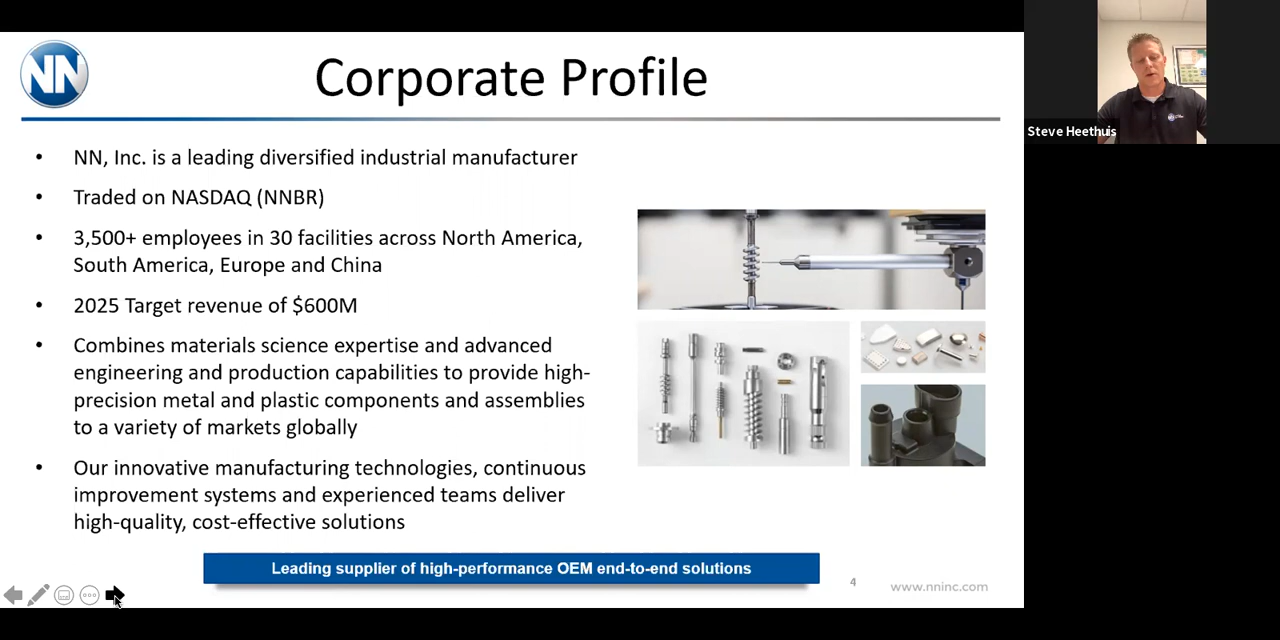 NN
Corporate Profile
Steve Heethuis
• NN, Inc. is a leading diversified industrial manufacturer
• Traded on NASDAQ (NNBR)
• 3,500+ employees in 30 facilities across North America,
South America, Europe and China
• 2025 Target revenue of $600M
• Combines materials science expertise and advanced
engineering and production capabilities to provide high-
precision metal and plastic components and assemblies
to a variety of markets globally
• Our innovative manufacturing technologies, continuous
improvement systems and experienced teams deliver
high-quality, cost-effective solutions
Leading supplier of high-performance OEM end-to-end solutions
4
www.nninc.com